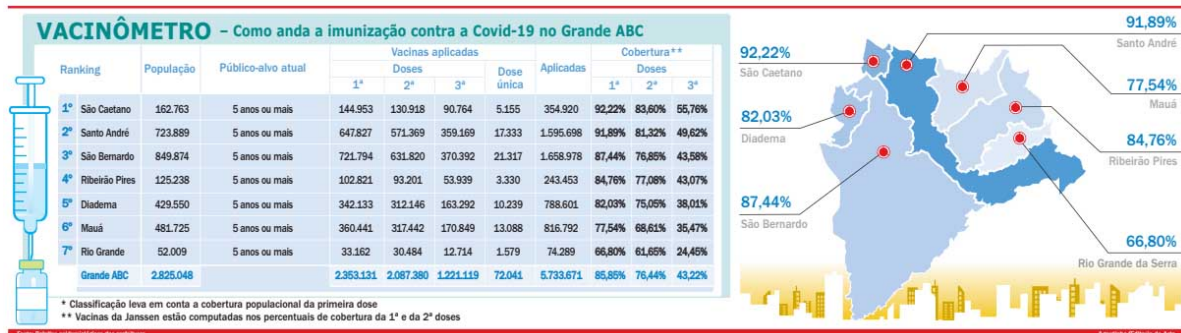 VACINÔMETRO – Como anda a imunização contra a Covid-19 no Grande ABC
Ranking População Público-alvo atual Vacinas aplicadas Aplicadas Cobertura**
Doses Dose única Doses
1ª 2ª 3ª 1ª 2ª 3ª
1º São Caetano 162.763 5 anos ou mais 144.953 130.918 90.764 5.155 354.920 92,22% 83,60% 55,76%
2º Santo André 723.889 5 anos ou mais 647.827 571.369 359.169 17.333 1.595.698 91,89% 81,32% 49,62%
3º São Bernardo 849.874 5 anos ou mais 721.794 631.820 370.392 21.317 1.658.978 87,44% 76,85% 43,58%
4º Ribeirão Pires 125.238 5 anos ou mais 102.821 93.201 53.939 3.330 243.453 84,76% 77,08% 43,07%
5º Diadema 429.550 5 anos ou mais 342.133 312.146 163.292 10.239 788.601 82,03% 75,05% 38,01%
6º Mauá 481.725 5 anos ou mais 360.441 317.442 170.849 13.088 816.792 77,54% 68,61% 35,47%
7º Rio Grande 52.009 5 anos ou mais 33.162 30.484 12.714 1.579 74.289 66,80% 61,65% 24,45%
Grande ABC 2.825.048 2.353.131 2.087.380 1.221.119 72.041 5.733.671 85,85% 76,44% 43,22%
* Classificação leva em conta a cobertura populacional da primeira dose
** Vacinas da Janssen estão computadas nos percentuais de cobertura da 1ª e da 2ª doses
92,22%
São Caetano
82,03%
Diadema
87,44%
São Bernardo
91,89%
Santo André
77,54%
Mauá
84,76%
Ribeirão Pires
66,80%
Rio Grande da Serra